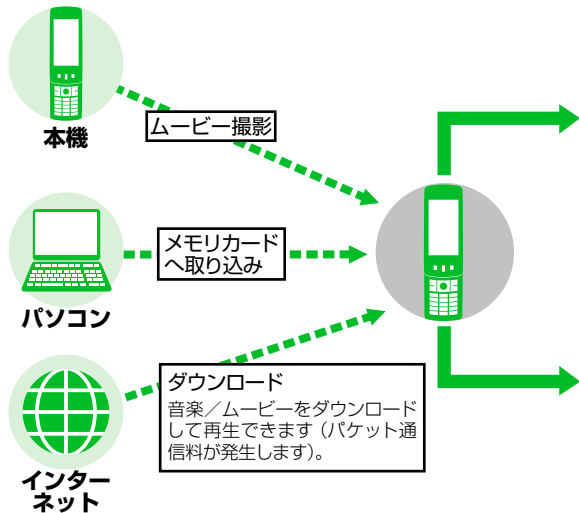 本機
ムービー撮影
メモリカード
へ取り込み
パソコン
ダウンロード
音楽／ムービーをダウンロード
して再生できます（パケット通
信料が発生します）。
インター
ネット